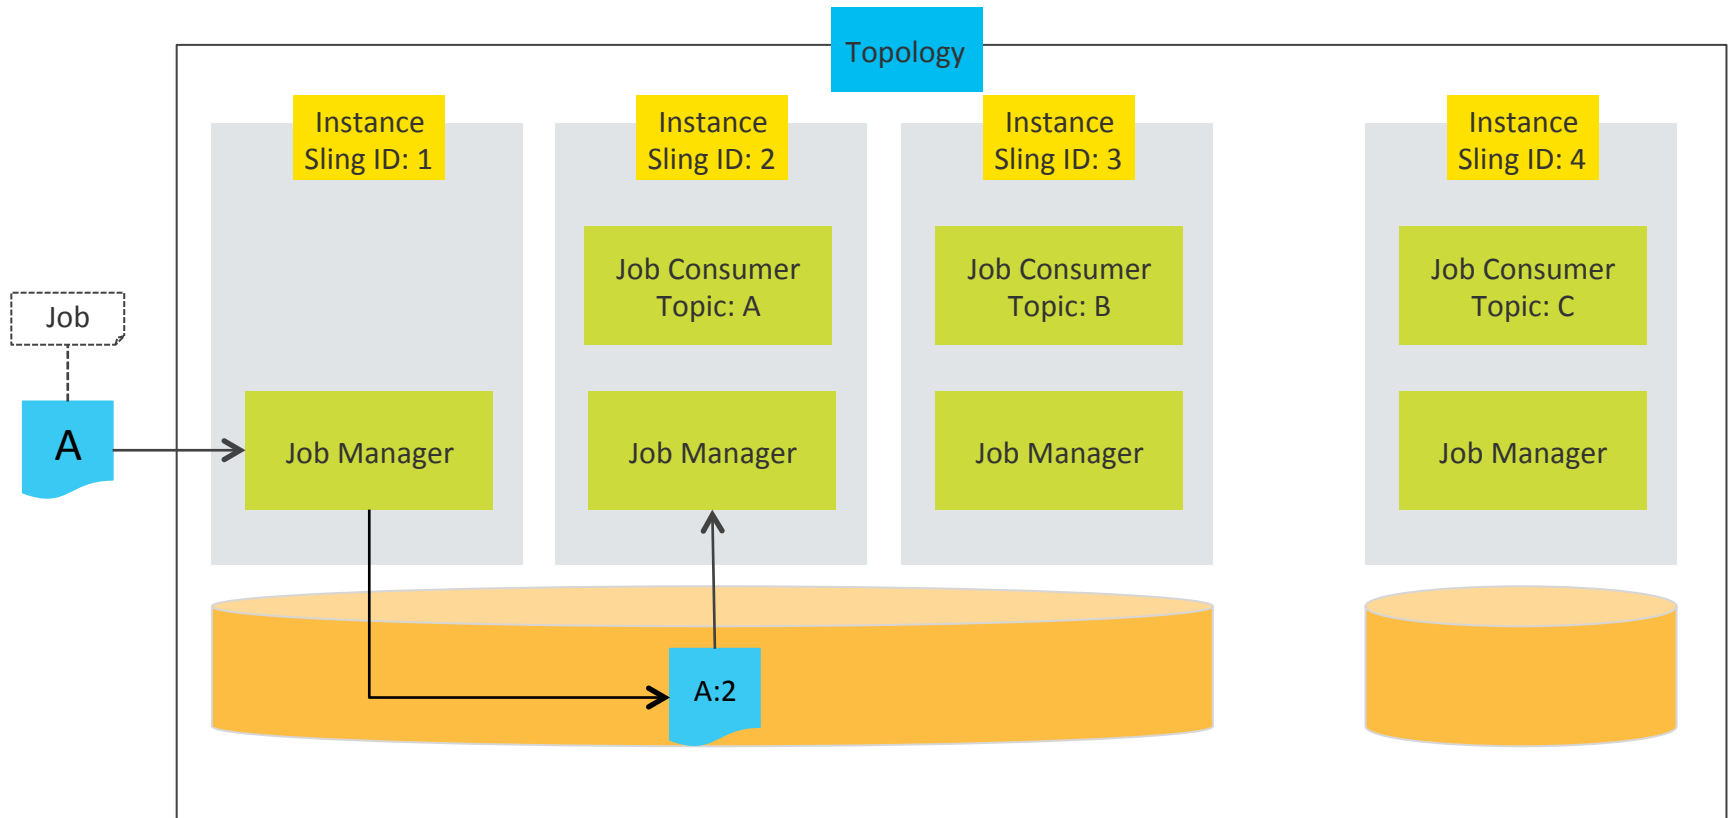 Topology
Instance
Sling ID: 1
Instance
Sling ID: 2
Instance
Sling ID: 3
Instance
Sling ID: 4
Job Consumer
Topic: A
Job Consumer
Topic: B
Job Consumer
Topic: C
Job
A
Job Manager
Job Manager
Job Manager
Job Manager
A:2